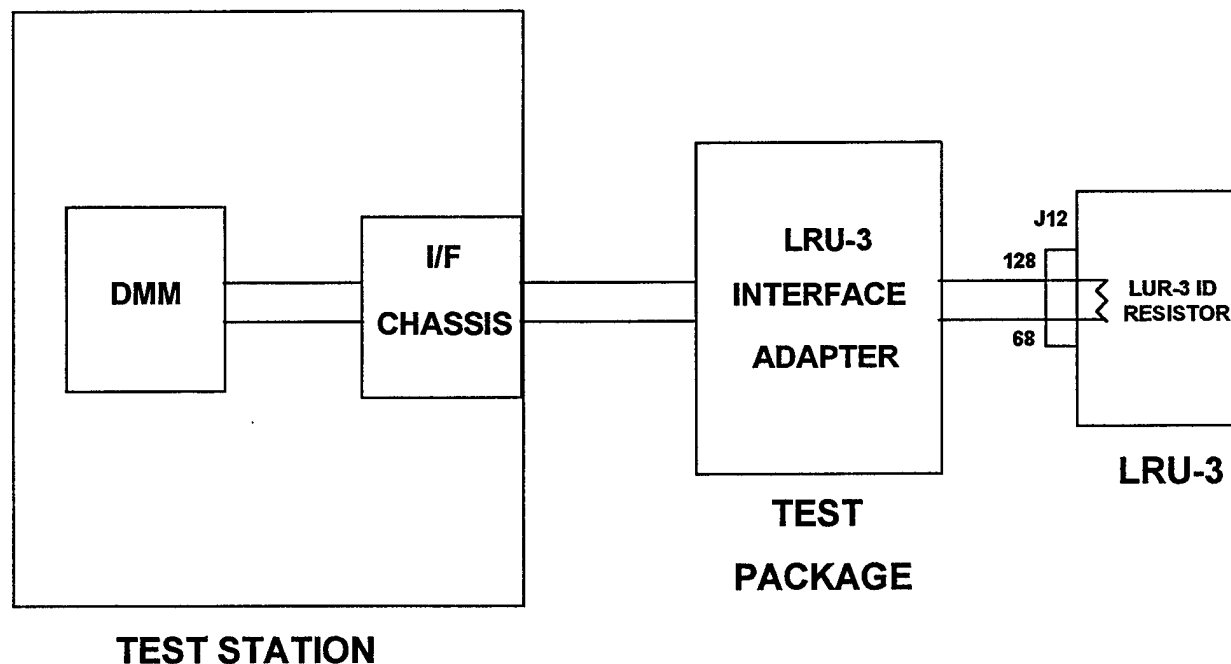 DMM
I/F
CHASSIS
LRU-3
INTERFACE
ADAPTER
J12
128
68
LUR-3 ID
RESISTOR
LRU-3
TEST
PACKAGE
TEST STATION